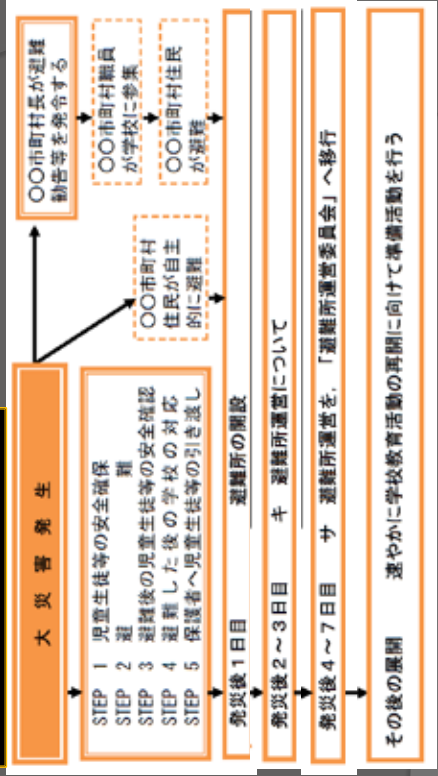 大災害発生
STEP 1 児童生徒等の安全確保
STEP 2 避難
STEP 3 避難後の児童生徒等の安全確認
STEP 4 避難した後の学校の対応
STEP 5 保護者へ児童生徒等の引き渡し
〇〇市町村長が避難
勧告等を発令する
〇〇市町村職員
が学校に参集
〇〇市町村住民
が避難
〇〇市町村
住民が自主
的に避難
発災後1日目 避難所の開設
発災後2~3日目 キ 避難所運営について
発災後4~7日目 サ 避難所運営を,「避難所運営委員会」へ移行
その後の展開 速やかに学校教育活動の再開に向けて準備活動を行う